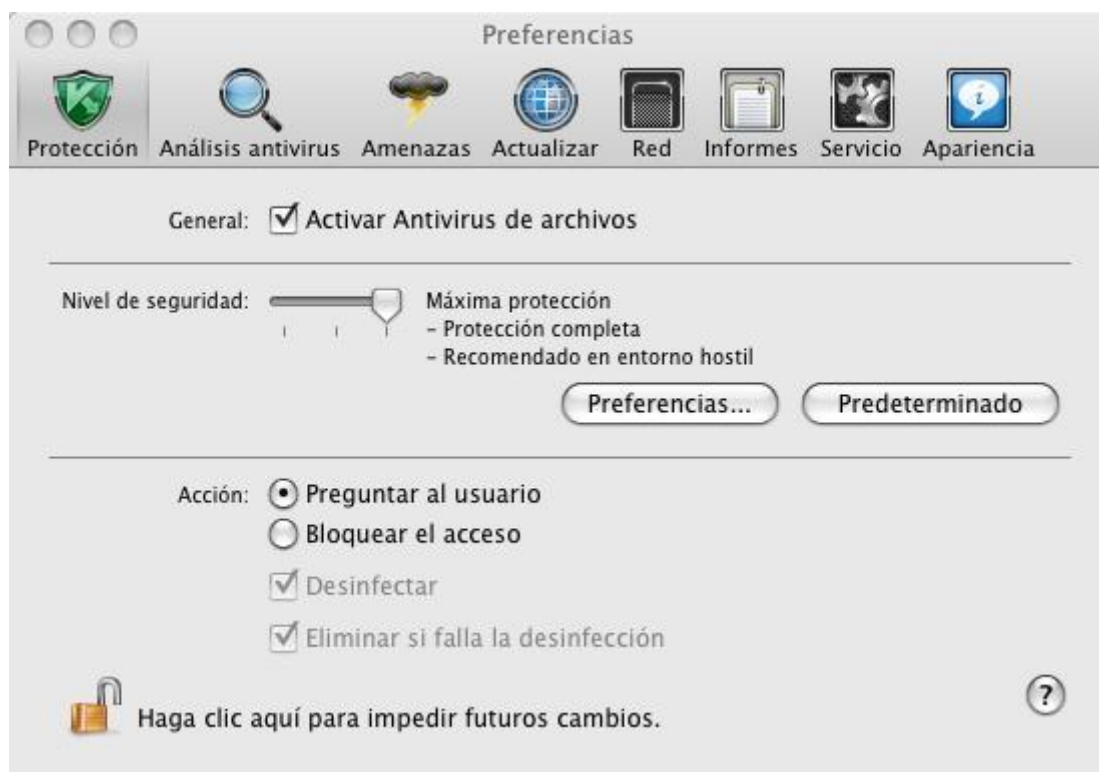 Preferencias
Protección Análisis antivirus Amenazas Actualizar Red Informes Servicio Apariencia
General: Activar Antivirus de archivos
Nivel de seguridad: Máxima protección
– Protección completa
– Recomendado en entorno hostil
Preferencias... Predeterminado
Acción: Preguntar al usuario
Bloquear el acceso
Desinfectar
Eliminar si falla la desinfección
?
Haga clic aquí para impedir futuros cambios.